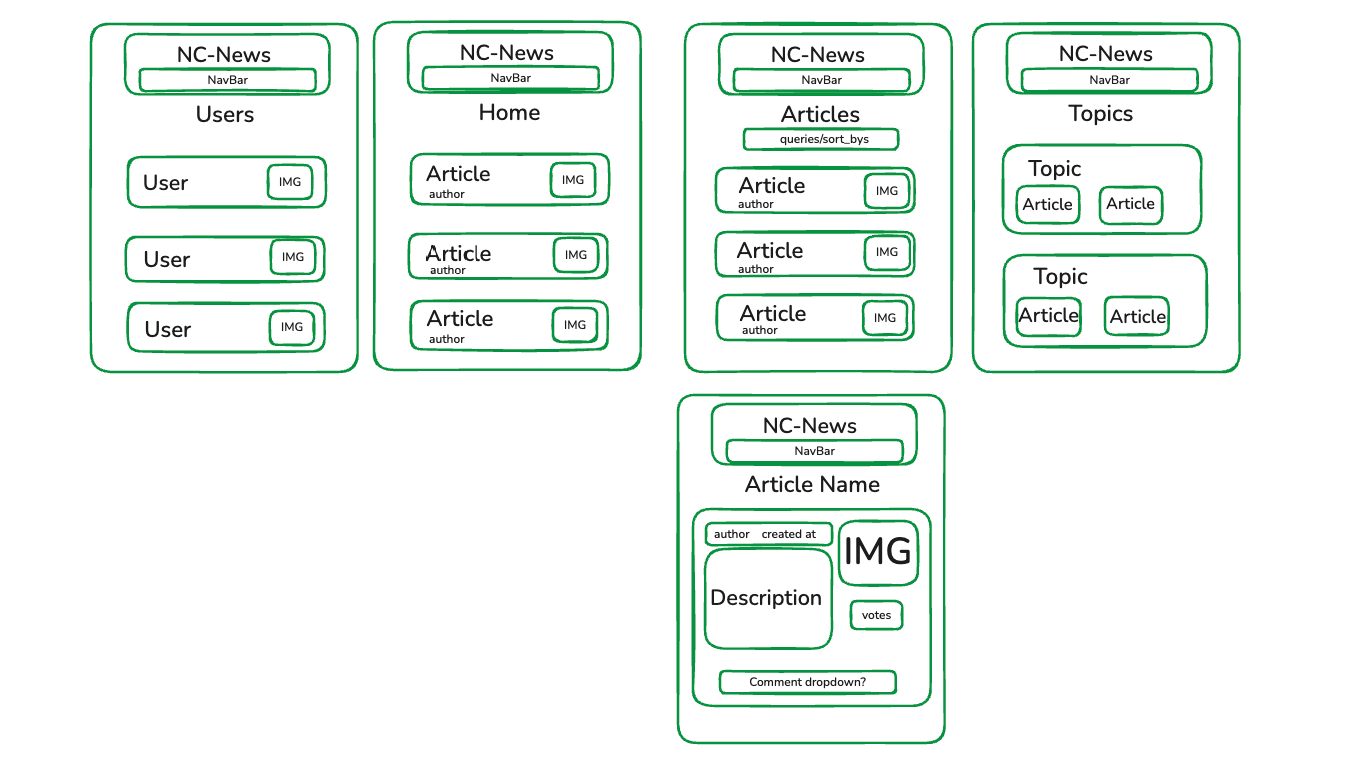 NC-News
NavBar
Users
User
IMG
User
IMG
User
IMG
NC-News
NavBar
Home
Article
author
IMG
Article
author
IMG
Article
author
IMG
NC-News
NavBar
Articles
queries/sort_bys
Article
author
IMG
Article
author
IMG
Article
author
IMG
NC-News
NavBar
Topics
Topic
Article
Article
Topic
Article
Article
NC-News
NavBar
Article Name
author created at
IMG
Description
votes
Comment dropdown?